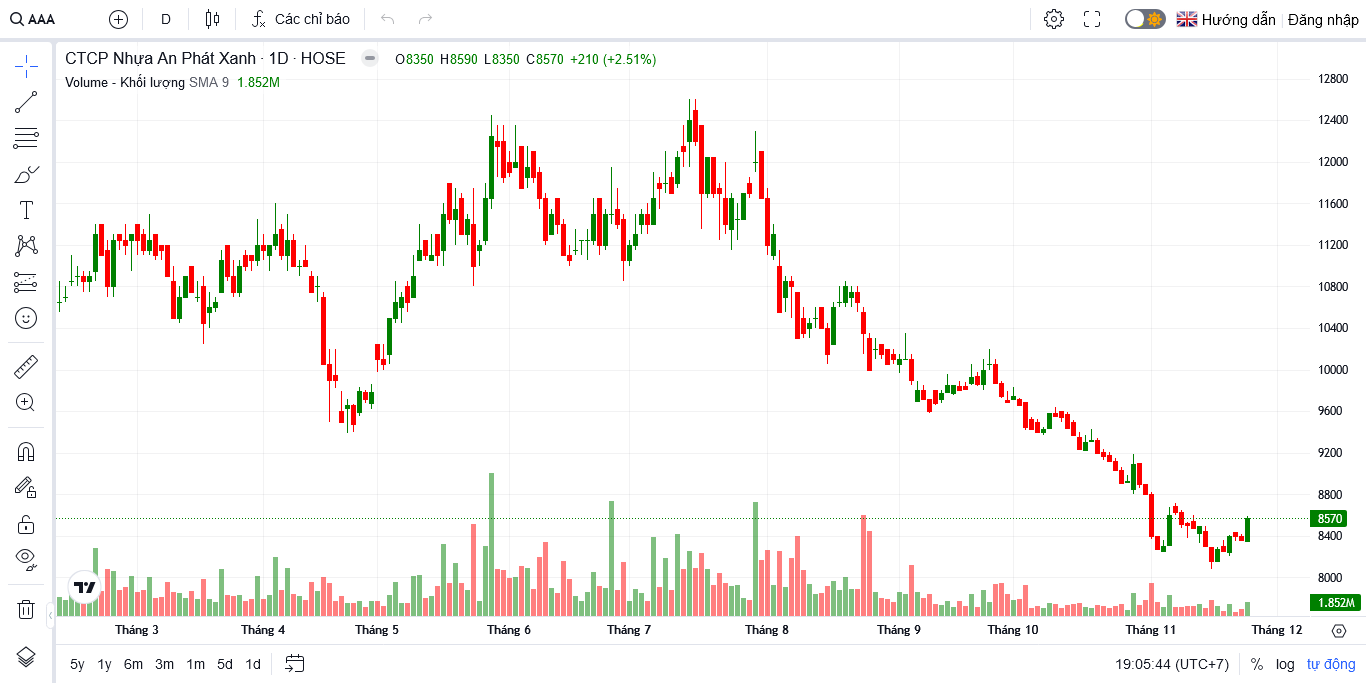 AAA D Các chỉ báo Hướng dẫn Đăng nhập
CTCP Nhựa An Phát Xanh · 1D · HOSE O8350 H8590 L8350 C8570 +210 (+2.51%)
Volume - Khối lượng SMA 9 1.852M
12800
12400
12000
11600
11200
10800
10400
10000
9600
9200
8800
8570
8400
8000
1.852M
Tháng 3 Tháng 4 Tháng 5 Tháng 6 Tháng 7 Tháng 8 Tháng 9 Tháng 10 Tháng 11 Tháng 12
5y 1y 6m 3m 1m 5d 1d 19:05:44 (UTC+7) % log tự động